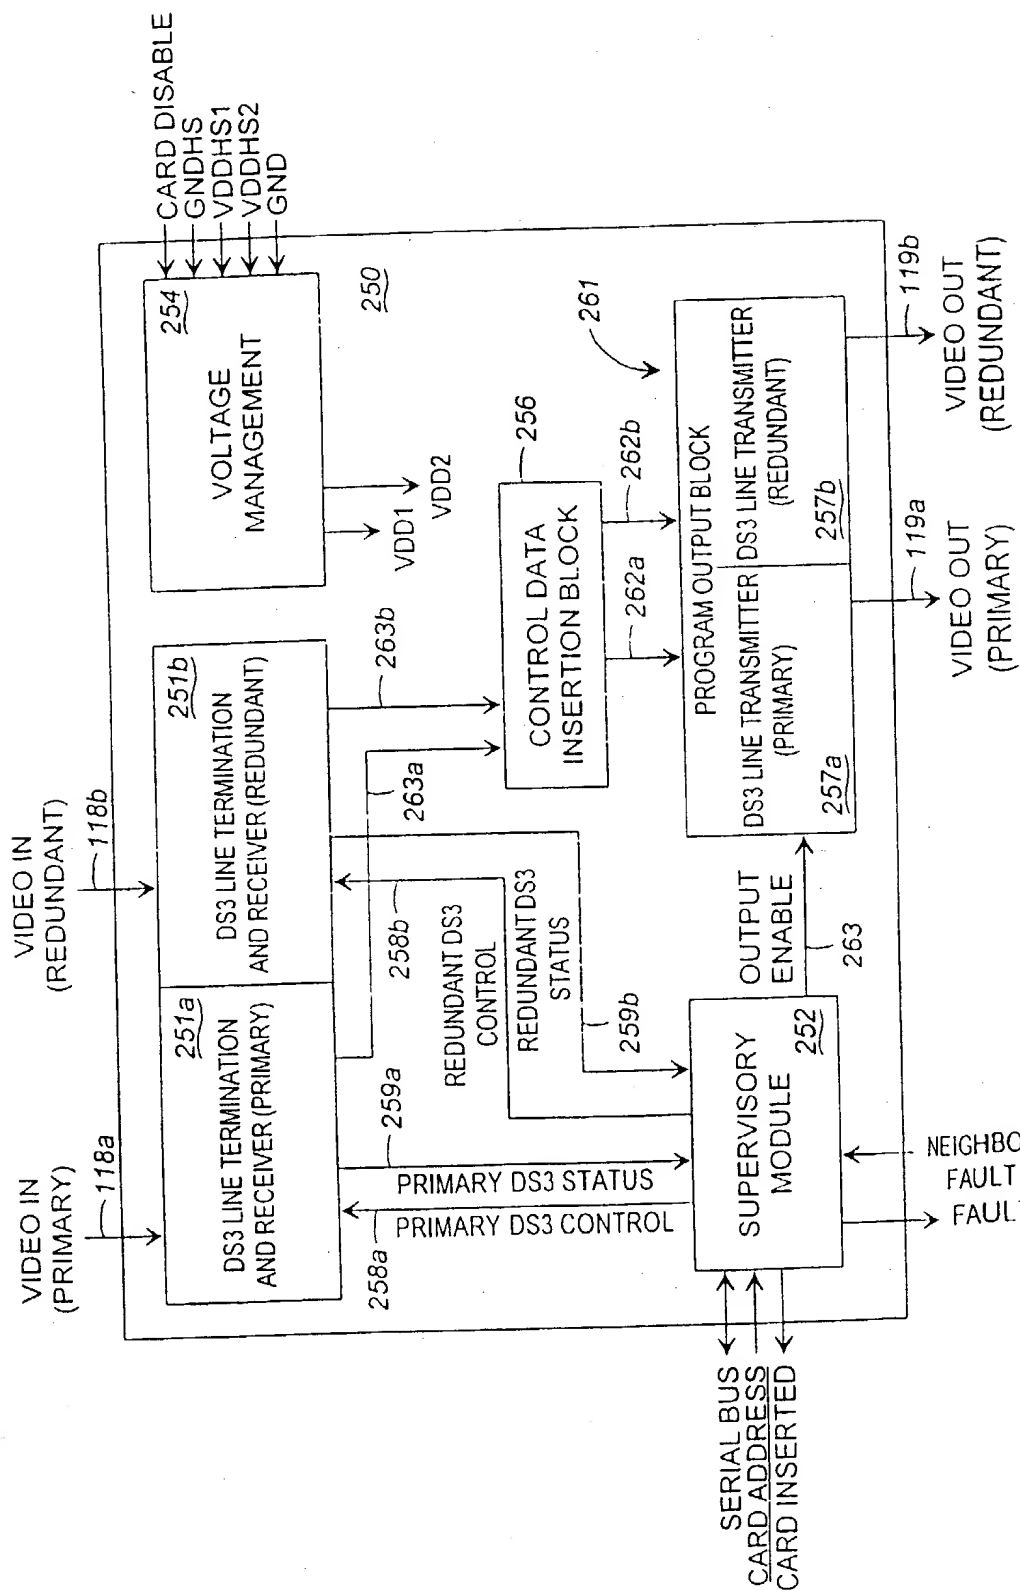 VIDEO IN
(PRIMARY)
118a
VIDEO IN
(REDUNDANT)
118b
DS3 LINE TERMINATION
AND RECEIVER (PRIMARY)
251a
DS3 LINE TERMINATION
AND RECEIVER (REDUNDANT)
251b
VOLTAGE
MANAGEMENT
254
CARD DISABLE
GNDHS
VDDHS1
VDDHS2
GND
VDD1
VDD2
250
258a
PRIMARY DS3 CONTROL
PRIMARY DS3 STATUS
259a
263a
263b
258b
REDUNDANT DS3
CONTROL
REDUNDANT DS3
STATUS
259b
CONTROL DATA
INSERTION BLOCK
256
262a
262b
261
SERIAL BUS
CARD ADDRESS
CARD INSERTED
SUPERVISORY
MODULE
252
OUTPUT
ENABLE
263
PROGRAM OUTPUT BLOCK
DS3 LINE TRANSMITTER
(PRIMARY)
257a
DS3 LINE TRANSMITTER
(REDUNDANT)
257b
FAULT
FAUL
119a
VIDEO OUT
(PRIMARY)
119b
VIDEO OUT
(REDUNDANT)